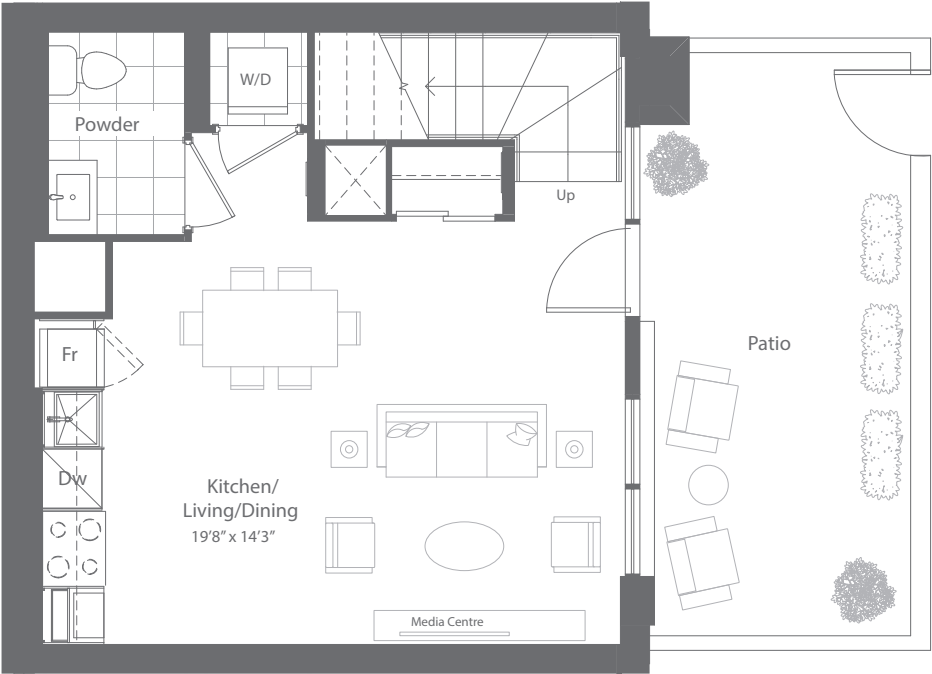 W/D
Powder
Up
Patio
Fr
Dw
Kitchen/
Living/Dining
19’8” x 14’3”
Media Centre